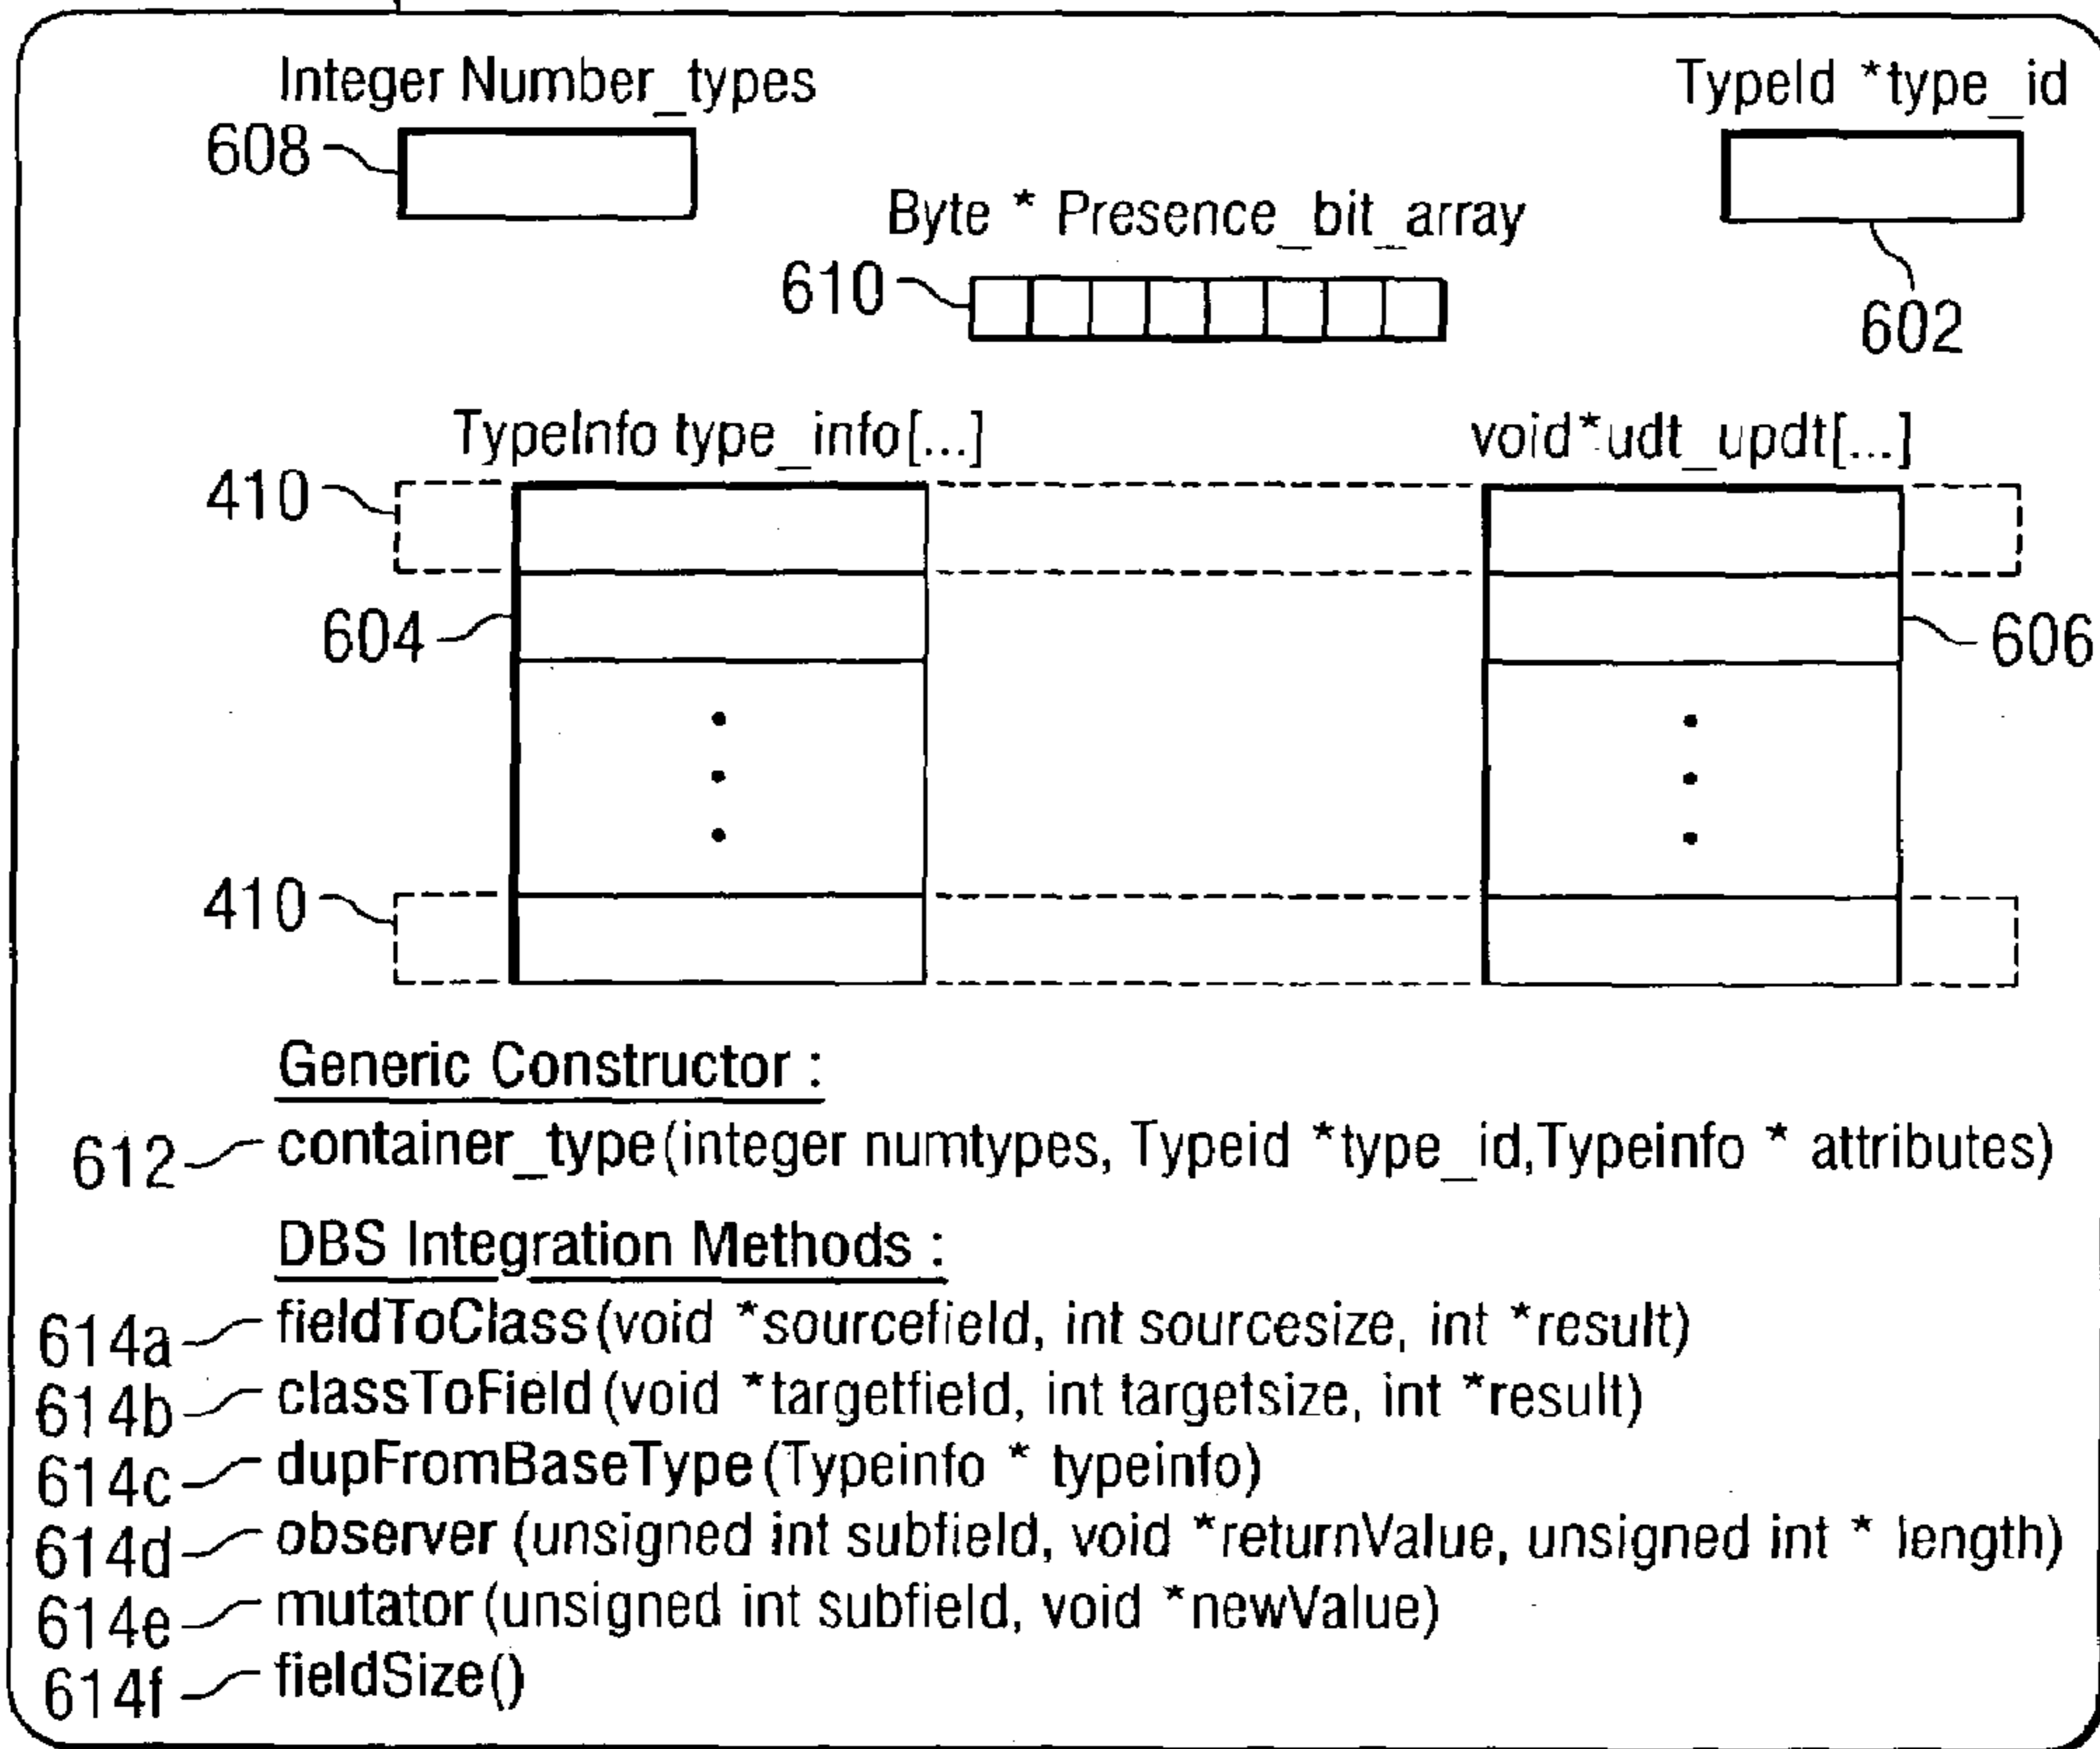 Integer Number_types
TypeId *type_id
608
Byte * Presence_bit_array
610
602
TypeInfo type_info[...]
void*udt_updt[...]
410
604
606
410
Generic Constructor :
612 container_type(integer numtypes, Typeid *type_id,Typeinfo * attributes)
DBS Integration Methods :
614a fieldToClass(void *sourcefield, int sourcesize, int *result)
614b classToField(void *targetfield, int targetsize, int *result)
614c dupFromBaseType(Typeinfo * typeinfo)
614d observer (unsigned int subfield, void *returnValue, unsigned int * length)
614e mutator(unsigned int subfield, void *newValue)
614f fieldSize()